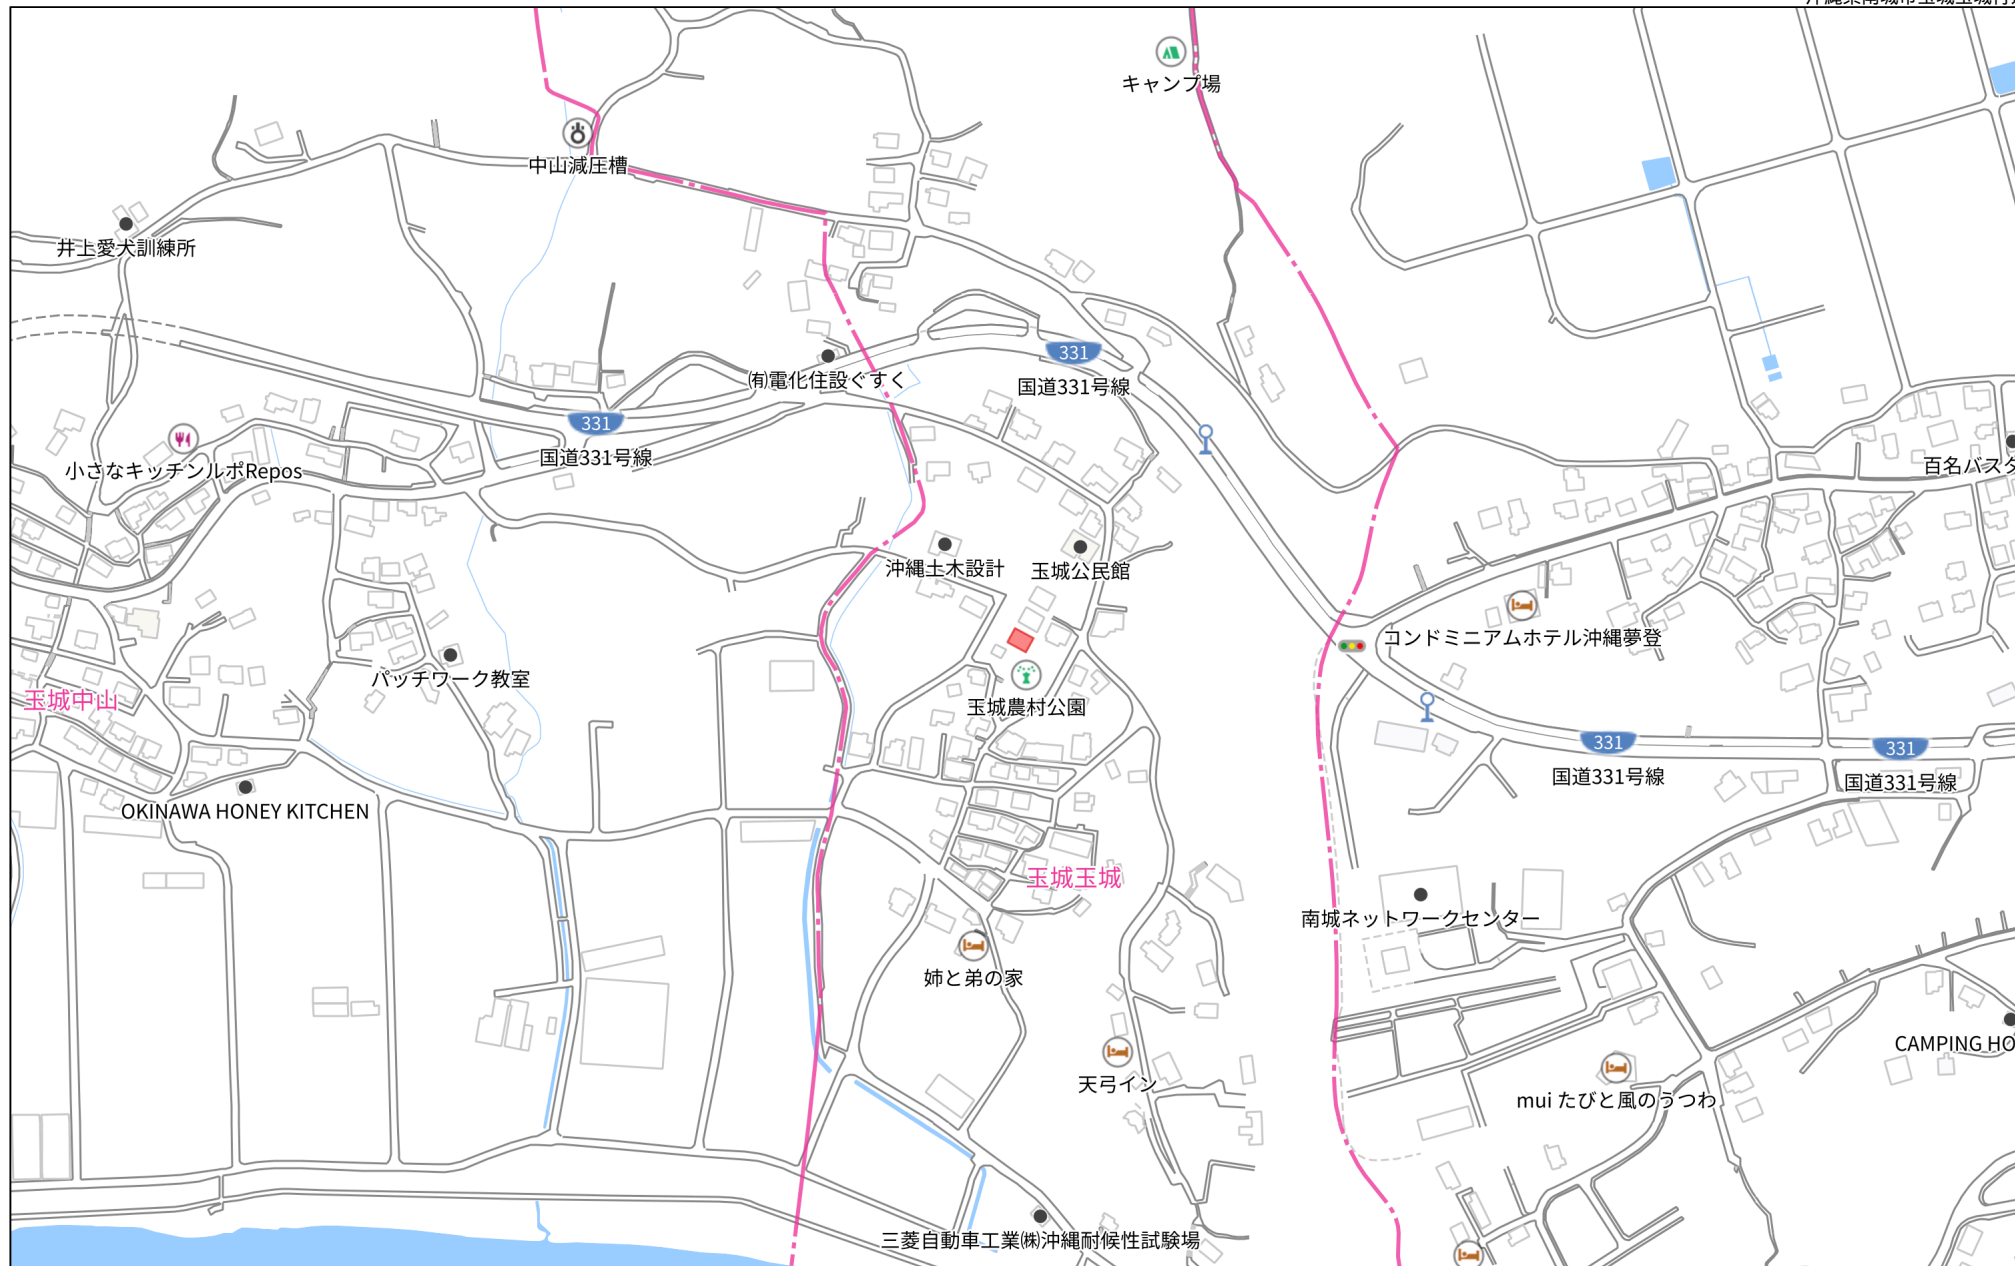 キャンプ場
中山減圧槽
井上愛犬訓練所
331
国道331号線
㈲電化住設ぐすく
331
国道331号線
小さなキッチンルポRepos
百名バスタ
沖縄土木設計
玉城公民館
コンドミニアムホテル沖縄夢登
パッチワーク教室
玉城中山
玉城農村公園
331
国道331号線
331
国道331号線
OKINAWA HONEY KITCHEN
玉城玉城
南城ネットワークセンター
姉と弟の家
CAMPING HO
天弓イン
mui たびと風のうつわ
三菱自動車工業㈱沖縄耐候性試験場